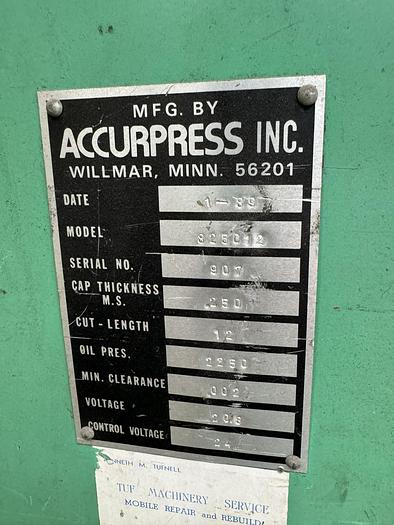 MFG. BY
ACCURPRESS INC.
WILLMAR, MINN. 56201
DATE 1-89
MODEL 825012
SERIAL NO. 907
CAP THICKNESS M.S. .250
CUT-LENGTH 12
OIL PRES. 2250
MIN. CLEARANCE .002
VOLTAGE 208
CONTROL VOLTAGE 24
M. TUFNELL
TUF MACHINERY SERVICE
MOBILE REPAIR and REBUILD